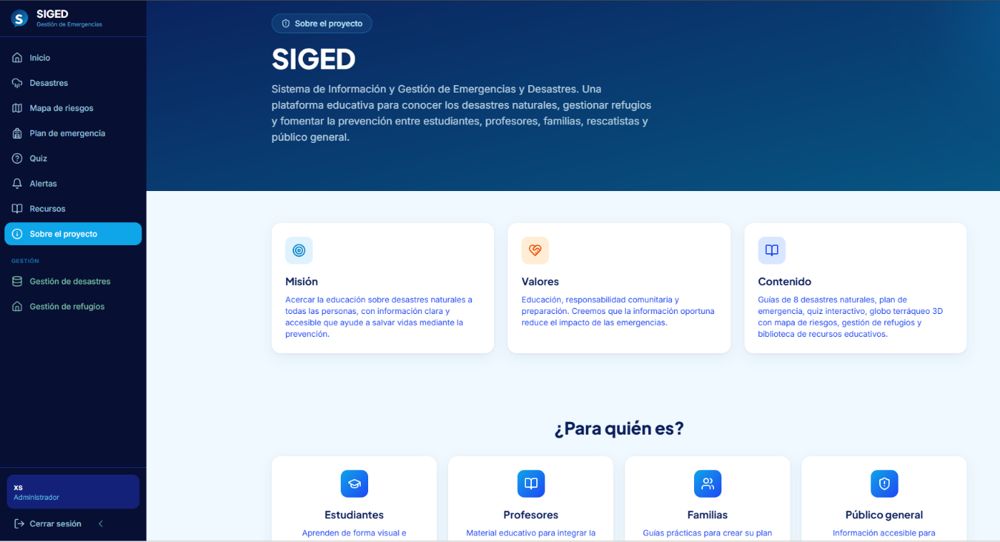 SIGED
Gestión de Emergencias
Inicio
Desastres
Mapa de riesgos
Plan de emergencia
Quiz
Alertas
Recursos
Sobre el proyecto
GESTIÓN
Gestión de desastres
Gestión de refugios
xs
Administrador
Cerrar sesión
Sobre el proyecto
SIGED
Sistema de Información y Gestión de Emergencias y Desastres. Una
plataforma educativa para conocer los desastres naturales, gestionar refugios
y fomentar la prevención entre estudiantes, profesores, familias, rescatistas y
público general.
Misión
Acercar la educación sobre desastres naturales a
todas las personas, con información clara y
accesible que ayude a salvar vidas mediante la
prevención.
Valores
Educación, responsabilidad comunitaria y
preparación. Creemos que la información oportuna
reduce el impacto de las emergencias.
Contenido
Guías de 8 desastres naturales, plan de
emergencia, quiz interactivo, globo terráqueo 3D
con mapa de riesgos, gestión de refugios y
biblioteca de recursos educativos.
¿Para quién es?
Estudiantes
Aprenden de forma visual e
Profesores
Material educativo para integrar la
Familias
Guías prácticas para crear su plan
Público general
Información accesible para